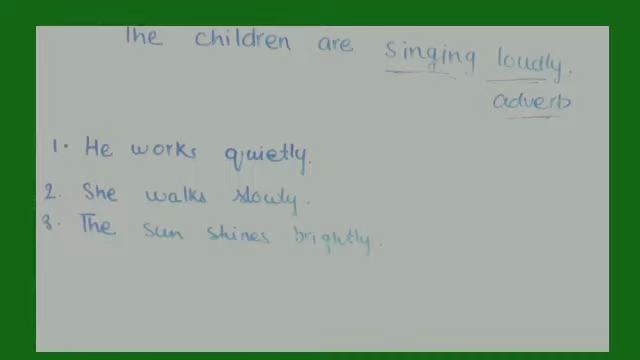 The children are singing loudly.
adverb
1. He works quietly.
2. She walks slowly.
3. The sun shines brightly.